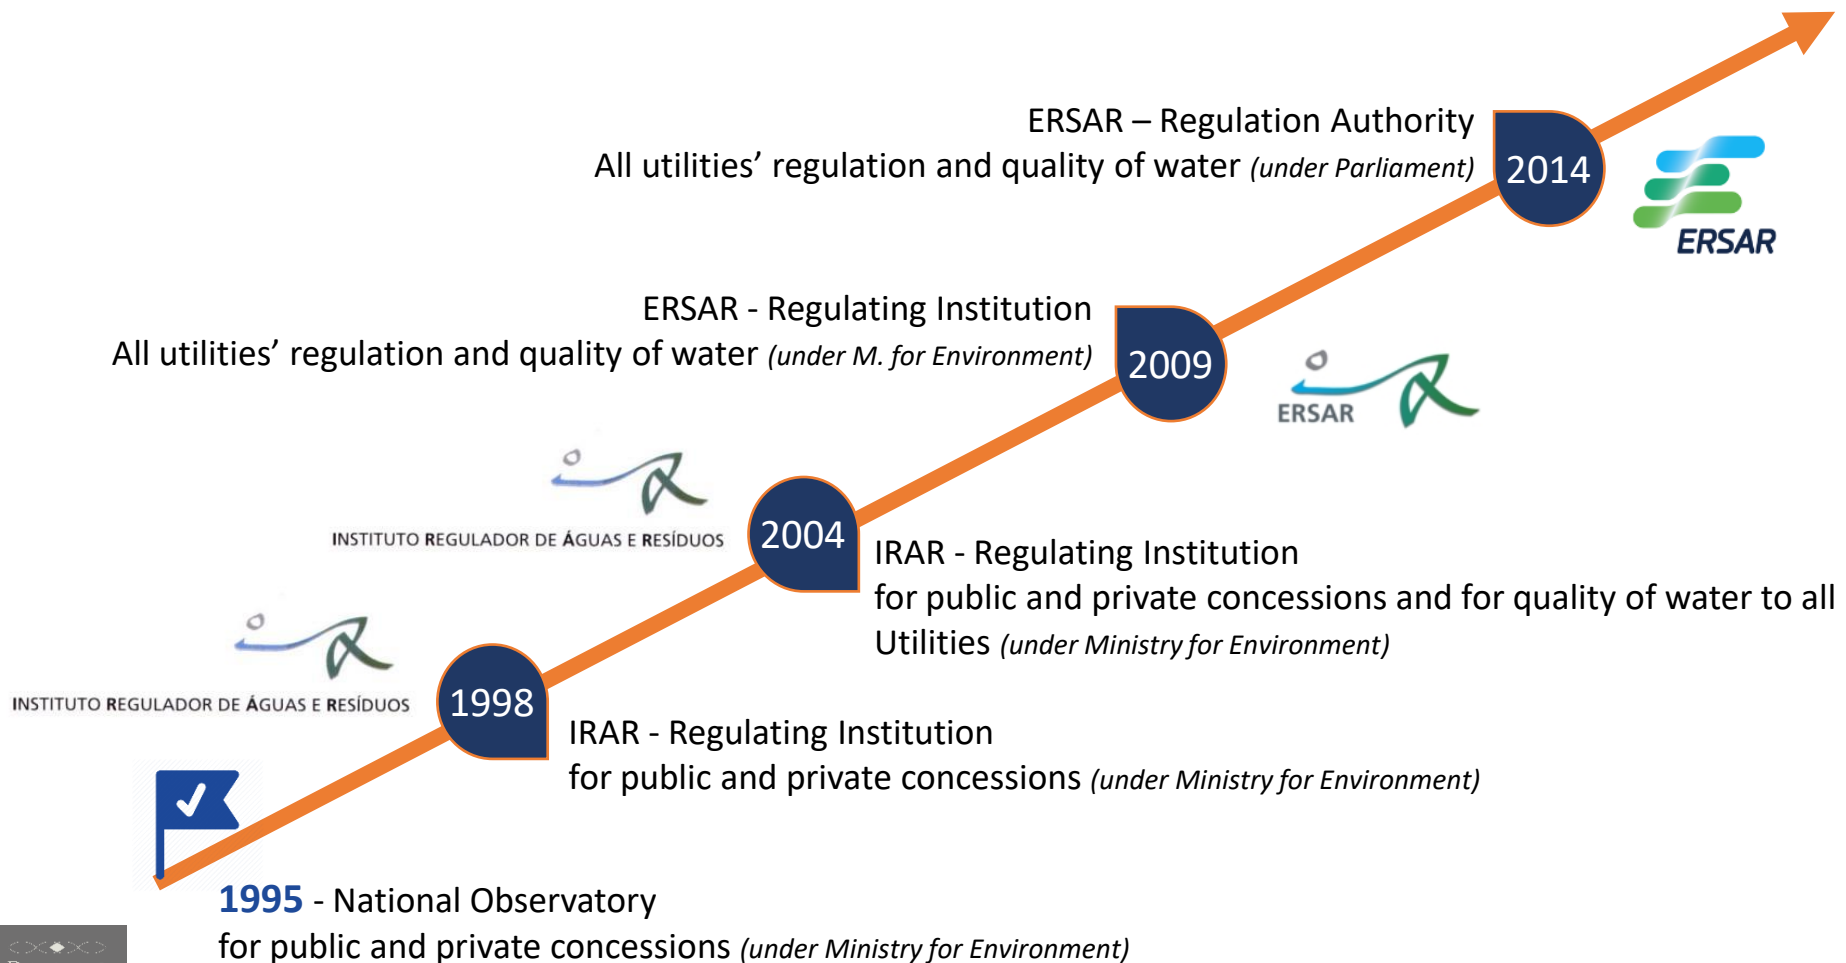 ERSAR – Regulation Authority
All utilities’ regulation and quality of water (under Parliament)
2014
ERSAR
ERSAR - Regulating Institution
All utilities’ regulation and quality of water (under M. for Environment)
2009
ERSAR
INSTITUTO REGULADOR DE ÁGUAS E RESÍDUOS
2004
IRAR - Regulating Institution
for public and private concessions and for quality of water to all
Utilities (under Ministry for Environment)
INSTITUTO REGULADOR DE ÁGUAS E RESÍDUOS
1998
IRAR - Regulating Institution
for public and private concessions (under Ministry for Environment)
1995 - National Observatory
for public and private concessions (under Ministry for Environment)